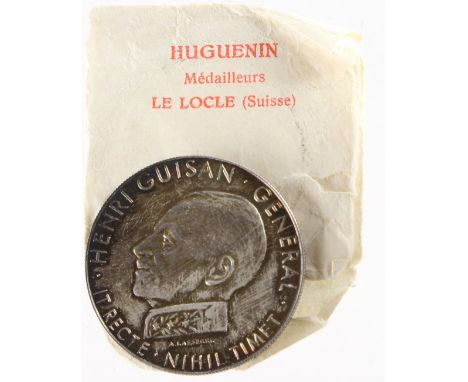 HUGUENIN
Médailleurs
LE LOCLE (Suisse)
· HENRI GUISAN · GENERAL ·
IT RECTE · NIHIL TIMET